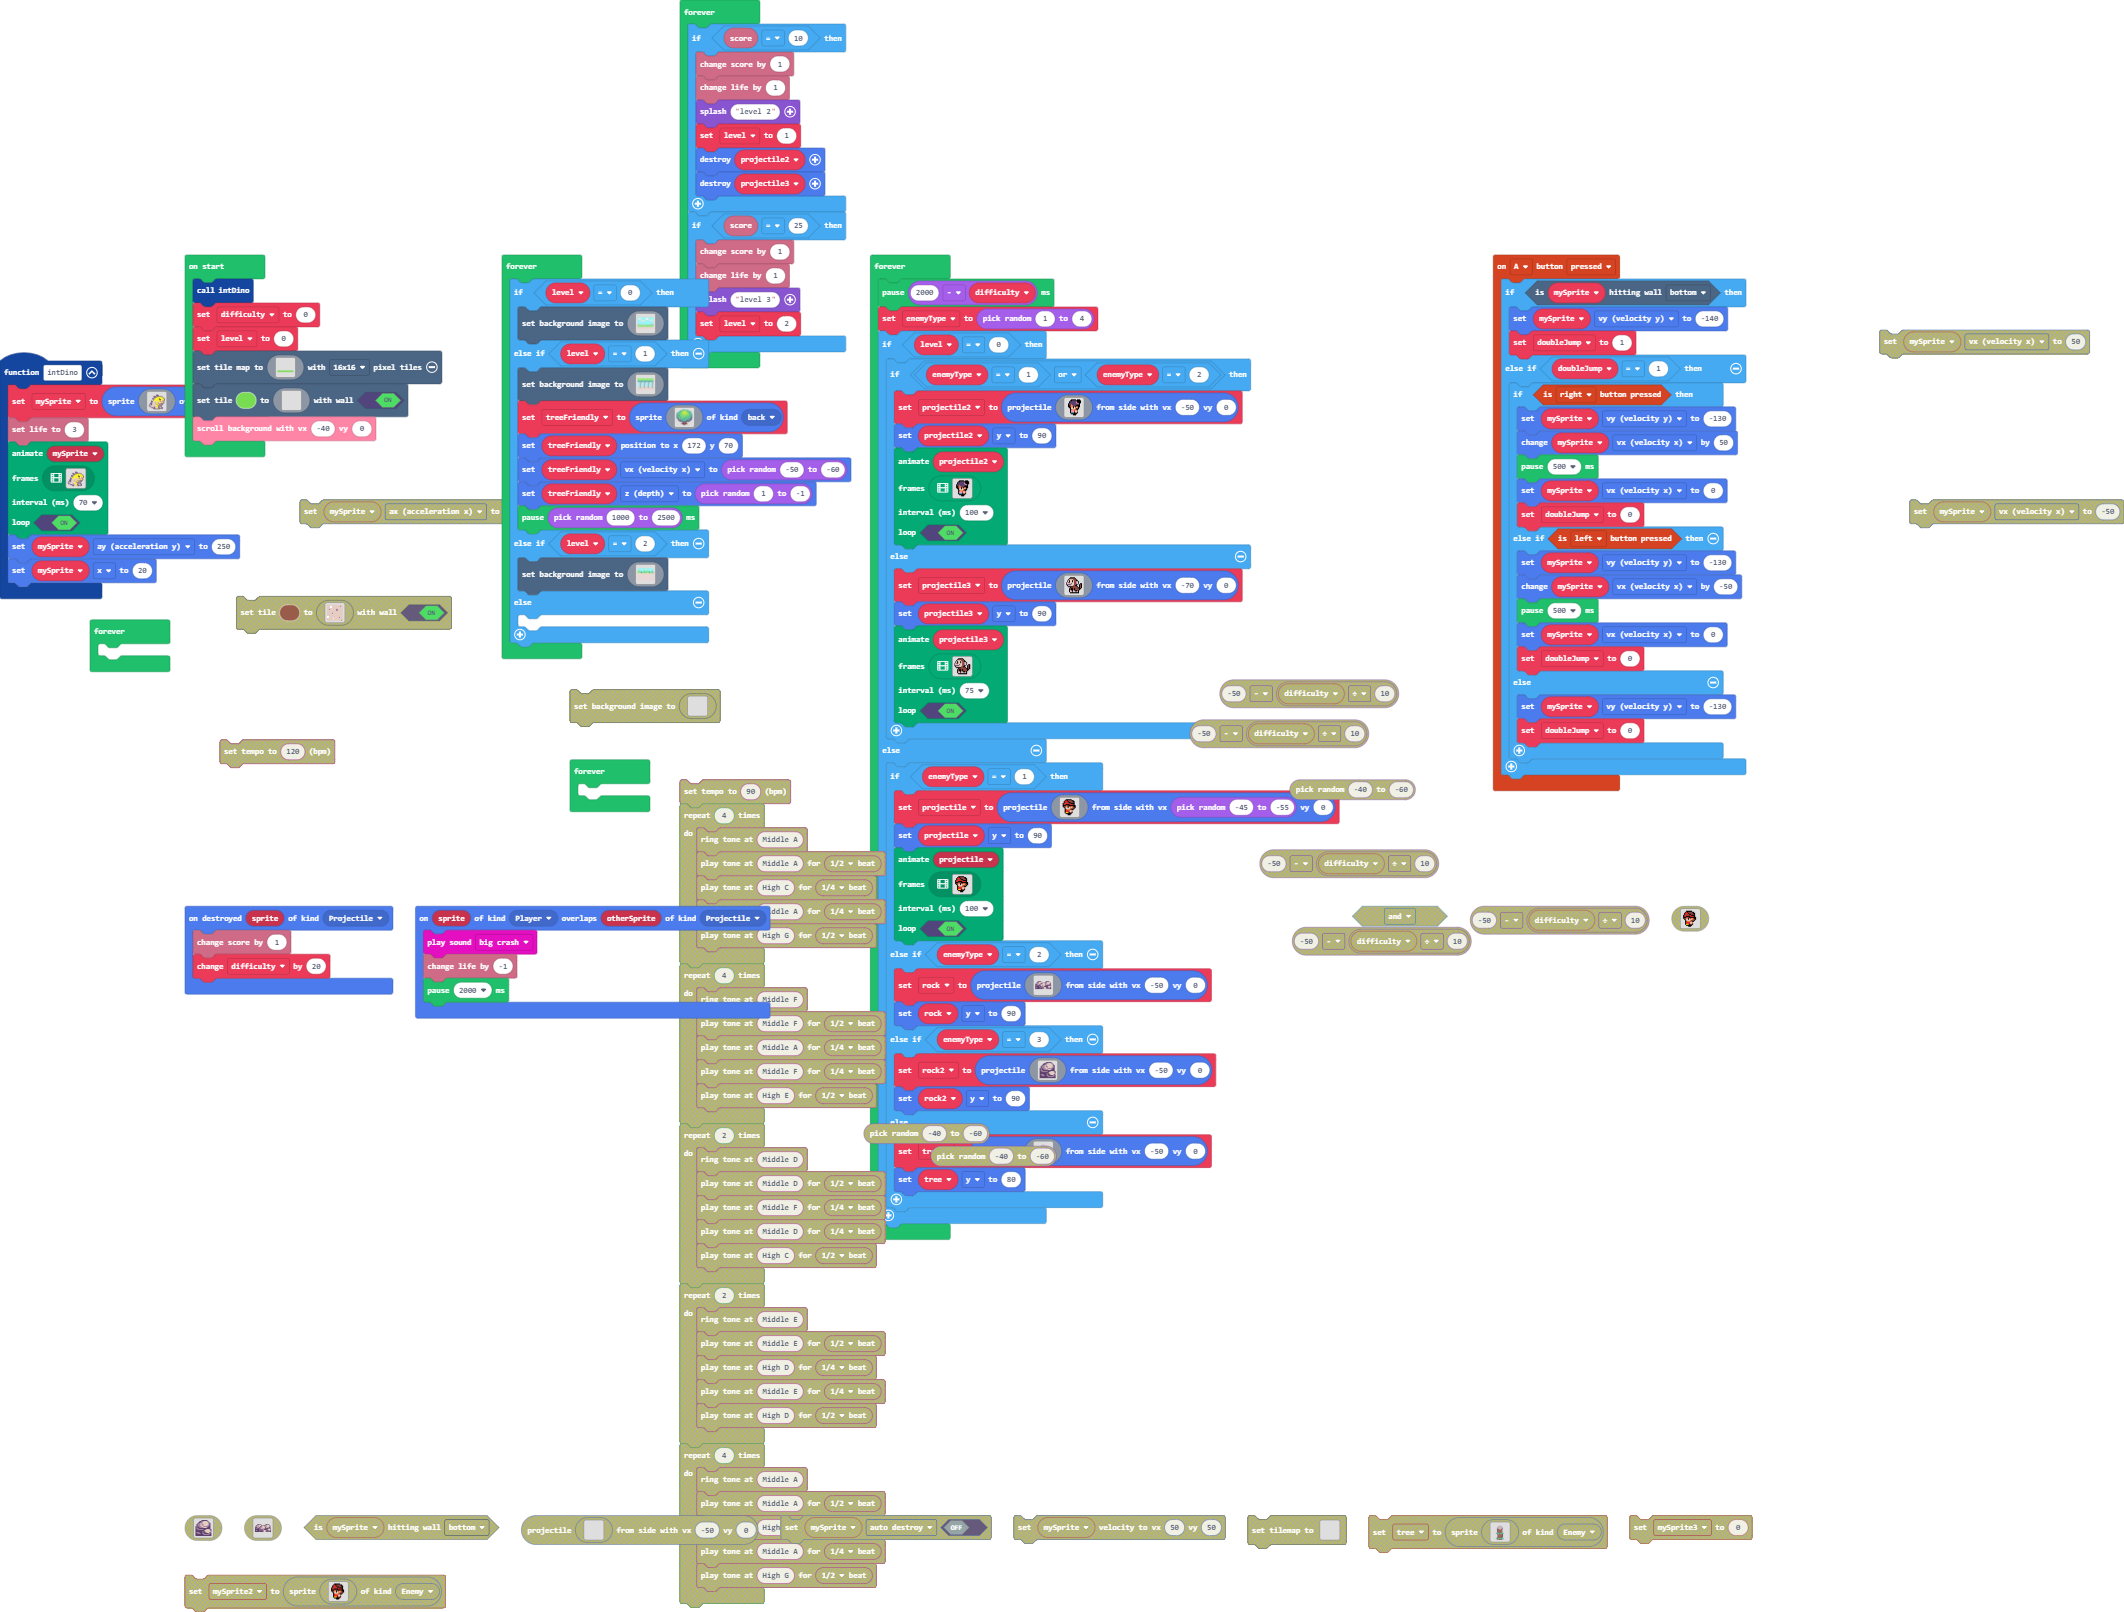 forever
if score = 10 then
change score by 1
change life by 1
splash "level 2"
set level to 1
destroy projectile2
destroy projectile3
if score = 25 then
change score by 1
change life by 1
lash "level 3"
set level to 2
function intDino
set mySprite to sprite
set life to 3
animate mySprite
frames
interval (ms) 70
loop ON
set mySprite ay (acceleration y) to 250
set mySprite x to 20
on start
call intDino
set difficulty to 0
set level to 0
set tile map to with 16x16 pixel tiles
set tile to with wall ON
scroll background with vx -40 vy 0
set mySprite ax (acceleration x) to
set tile to with wall ON
forever
set tempo to 120 (bpm)
forever
if level = 0 then
set background image to
else if level = 1 then
set background image to
set treeFriendly to sprite of kind back
set treeFriendly position to x 172 y 70
set treeFriendly vx (velocity x) to pick random -50 to -60
set treeFriendly z (depth) to pick random 1 to -1
pause pick random 1000 to 2500 ms
else if level = 2 then
set background image to
else
set background image to
forever
forever
pause 2000 - difficulty ms
set enemyType to pick random 1 to 4
if level = 0 then
if enemyType = 1 or enemyType = 2 then
set projectile2 to projectile from side with vx -50 vy 0
set projectile2 y to 90
animate projectile2
frames
interval (ms) 100
loop ON
else
set projectile3 to projectile from side with vx -70 vy 0
set projectile3 y to 90
animate projectile3
frames
interval (ms) 75
loop ON
else
if enemyType = 1 then
set projectile to projectile from side with vx pick random -45 to -55 vy 0
set projectile y to 90
animate projectile
frames
interval (ms) 100
loop ON
else if enemyType = 2 then
set rock to projectile from side with vx -50 vy 0
set rock y to 90
else if enemyType = 3 then
set rock2 to projectile from side with vx -50 vy 0
set rock2 y to 90
else
pick random -40 to -60
set from side with vx -50 vy 0
pick random -40 to -60
set tree y to 80
-50 - difficulty ÷ 10
-50 - difficulty ÷ 10
pick random -40 to -60
-50 - difficulty ÷ 10
and
-50 - difficulty ÷ 10
-50 - difficulty ÷ 10
on A button pressed
if is mySprite hitting wall bottom then
set mySprite vy (velocity y) to -140
set doubleJump to 1
else if doubleJump = 1 then
if is right button pressed then
set mySprite vy (velocity y) to -130
change mySprite vx (velocity x) by 50
pause 500 ms
set mySprite vx (velocity x) to 0
set doubleJump to 0
else if is left button pressed then
set mySprite vy (velocity y) to -130
change mySprite vx (velocity x) by -50
pause 500 ms
set mySprite vx (velocity x) to 0
set doubleJump to 0
else
set mySprite vy (velocity y) to -130
set doubleJump to 0
set mySprite vx (velocity x) to 50
set mySprite vx (velocity x) to -50
on destroyed sprite of kind Projectile
change score by 1
change difficulty by 20
on sprite of kind Player overlaps otherSprite of kind Projectile
play sound big crash
change life by -1
pause 2000 ms
set tempo to 90 (bpm)
repeat 4 times
do
ring tone at Middle A
play tone at Middle A for 1/2 beat
play tone at High C for 1/4 beat
ddle A for 1/4 beat
play tone at High G for 1/2 beat
repeat 4 times
do
ring tone at Middle F
play tone at Middle F for 1/2 beat
play tone at Middle A for 1/4 beat
play tone at Middle F for 1/4 beat
play tone at High E for 1/2 beat
repeat 2 times
do
ring tone at Middle D
play tone at Middle D for 1/2 beat
play tone at Middle F for 1/4 beat
play tone at Middle D for 1/4 beat
play tone at High C for 1/2 beat
repeat 2 times
do
ring tone at Middle E
play tone at Middle E for 1/2 beat
play tone at High D for 1/4 beat
play tone at Middle E for 1/4 beat
play tone at High D for 1/2 beat
repeat 4 times
do
ring tone at Middle A
play tone at Middle A for 1/2 beat
High
play tone at Middle A for 1/4 beat
play tone at High G for 1/2 beat
is mySprite hitting wall bottom
projectile from side with vx -50 vy 0
set mySprite auto destroy OFF
set mySprite velocity to vx 50 vy 50
set tilemap to
set tree to sprite of kind Enemy
set mySprite3 to 0
set mySprite2 to sprite of kind Enemy